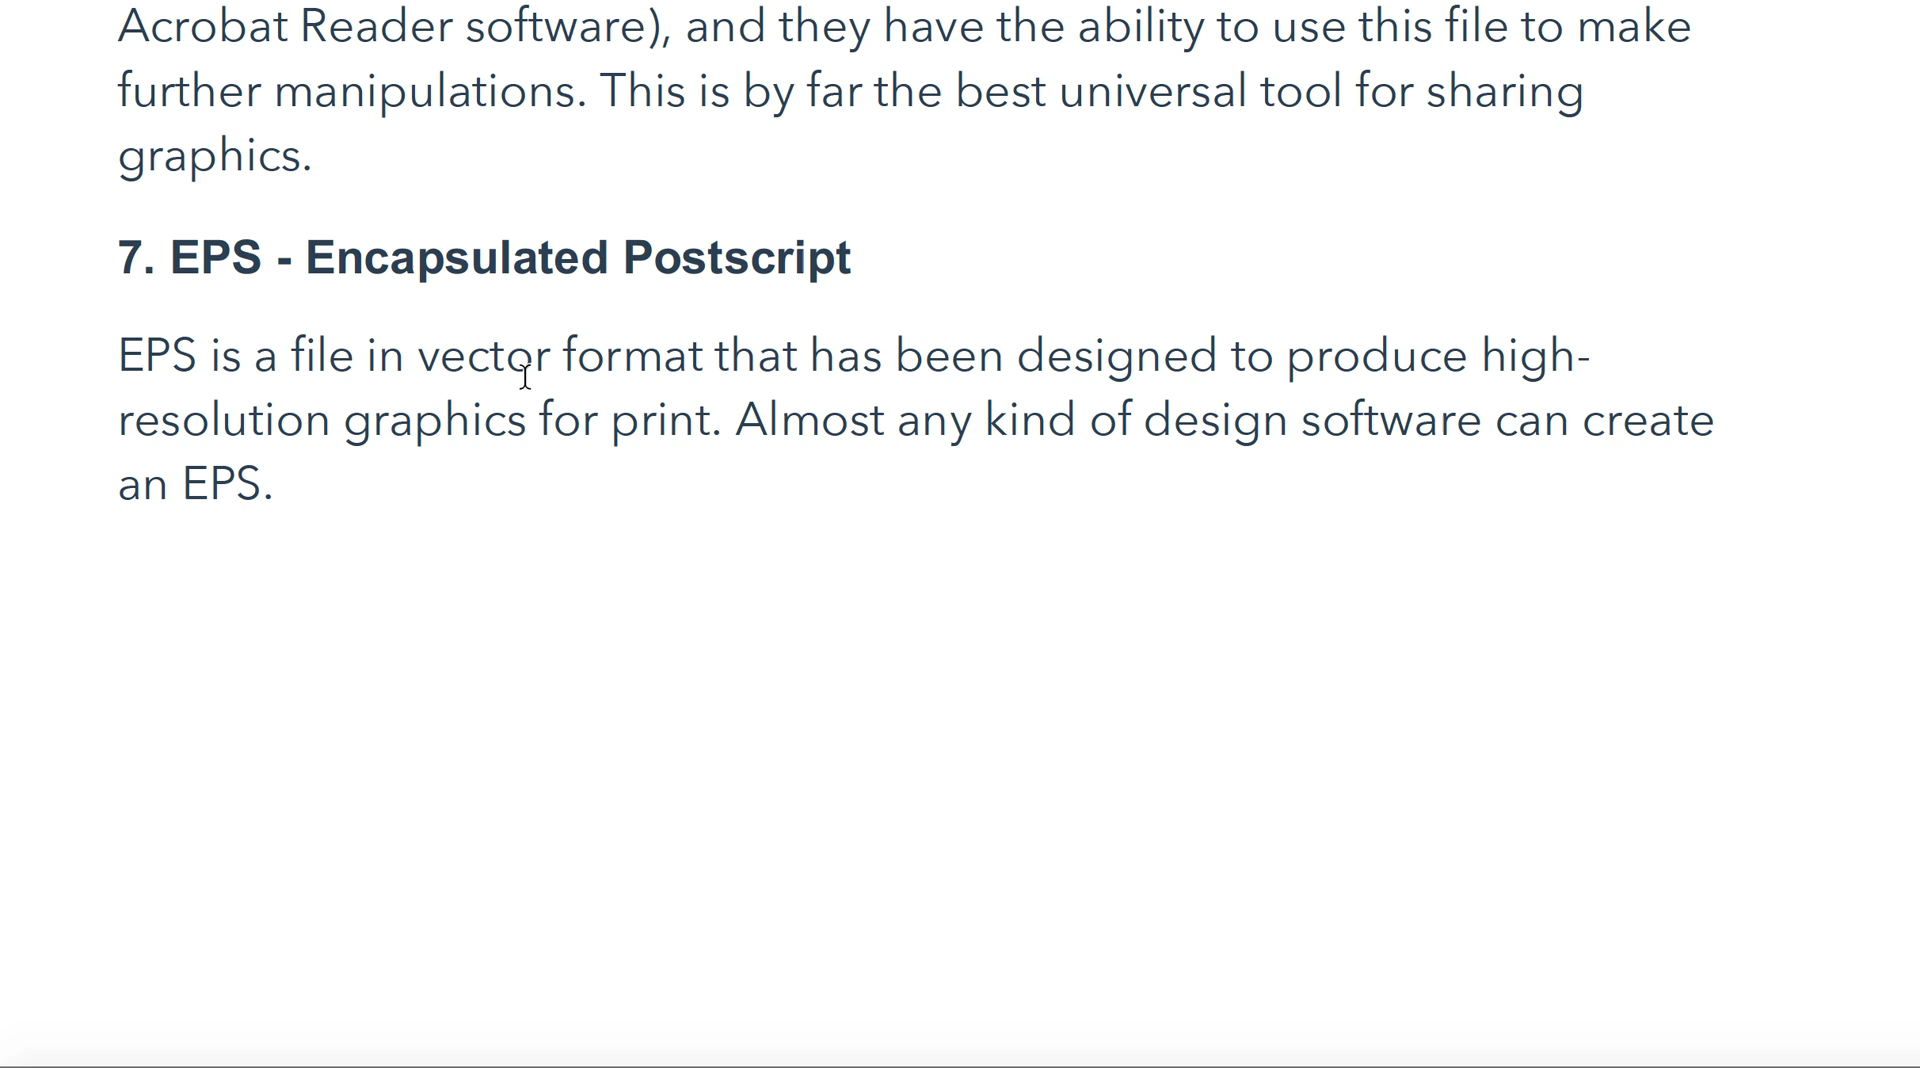 Acrobat Reader software), and they have the ability to use this file to make
further manipulations. This is by far the best universal tool for sharing
graphics.
7. EPS - Encapsulated Postscript
EPS is a file in vector format that has been designed to produce high-
resolution graphics for print. Almost any kind of design software can create
an EPS.